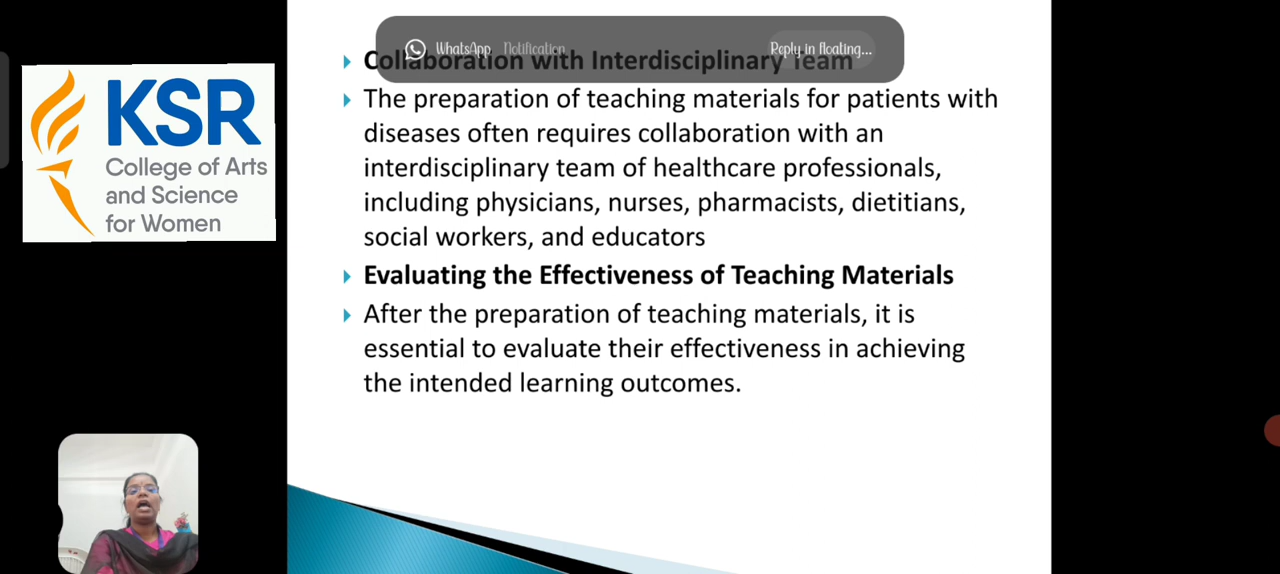 WhatsApp Notification Reply in floating...
Collaboration with Interdisciplinary Team
KSR
College of Arts
and Science
for Women
The preparation of teaching materials for patients with
diseases often requires collaboration with an
interdisciplinary team of healthcare professionals,
including physicians, nurses, pharmacists, dietitians,
social workers, and educators
Evaluating the Effectiveness of Teaching Materials
After the preparation of teaching materials, it is
essential to evaluate their effectiveness in achieving
the intended learning outcomes.